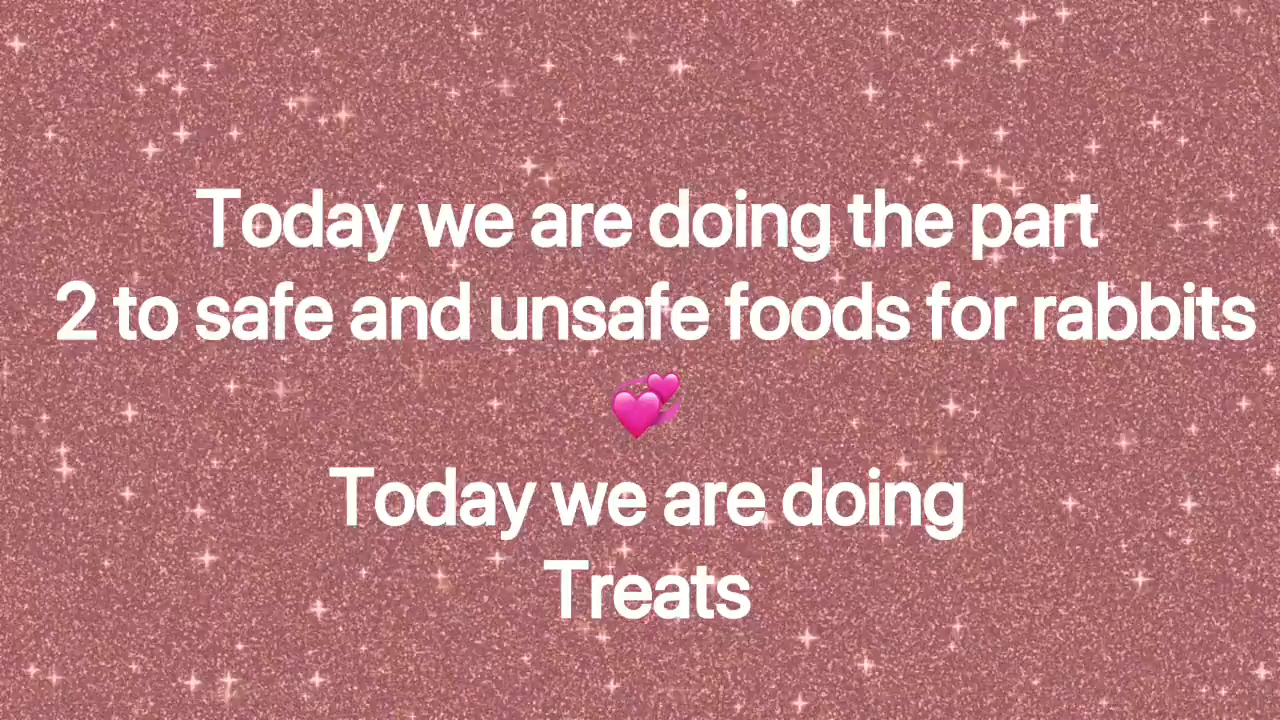 Today we are doing the part
2 to safe and unsafe foods for rabbits
💞
Today we are doing
Treats